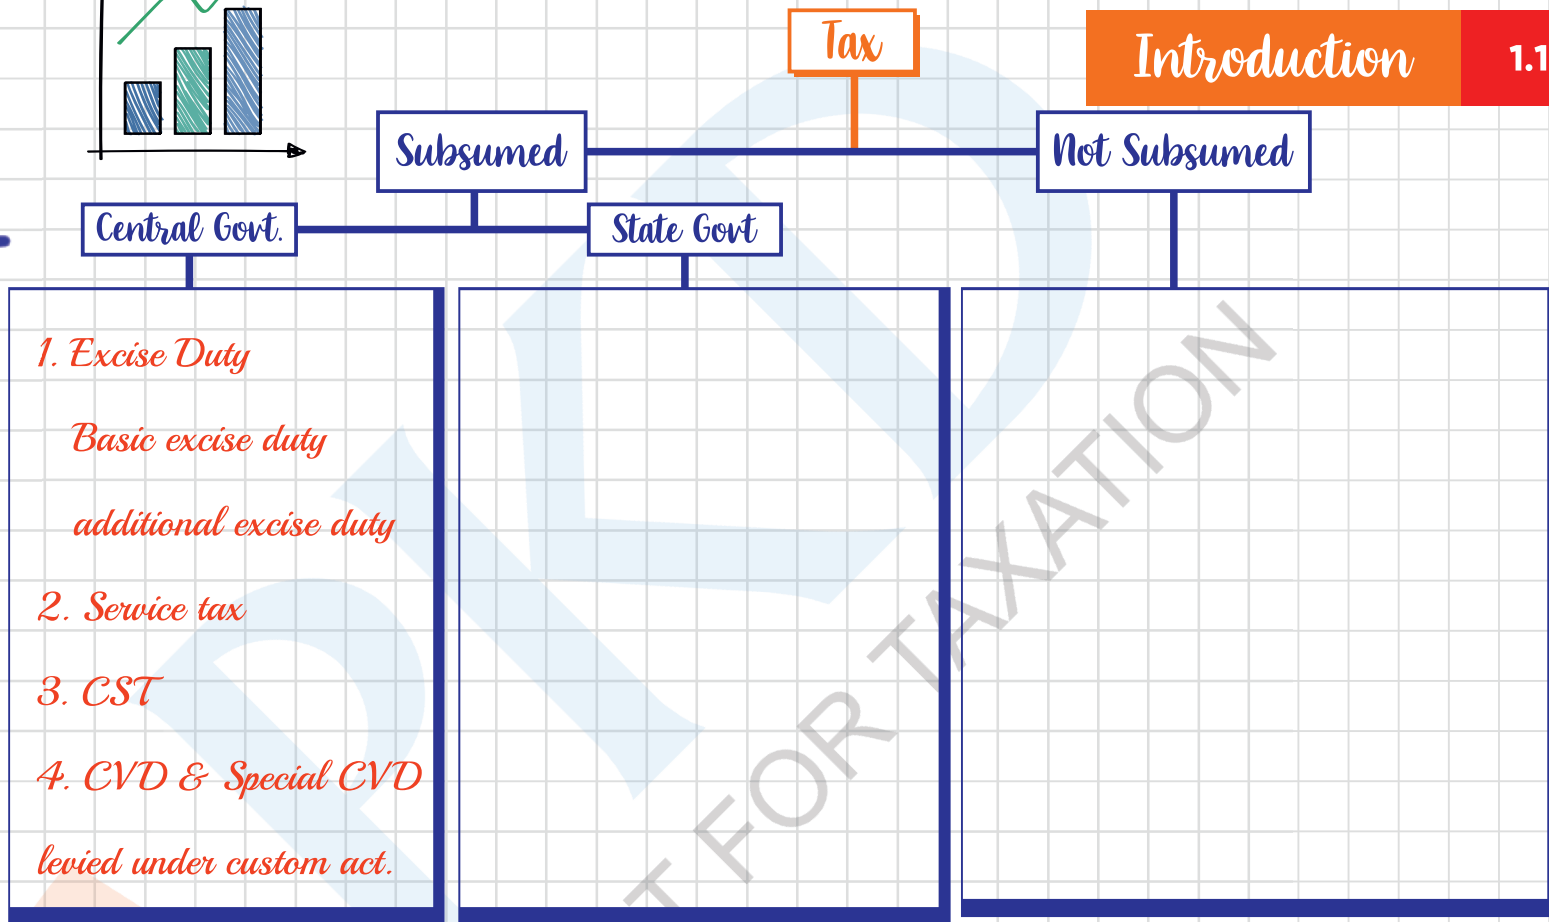 Tax
Introduction
1.1
Subsumed
Not Subsumed
Central Govt.
State Govt
1. Excise Duty
Basic excise duty
additional excise duty
2. Service tax
3. CST
4. CVD & Special CVD
levied under custom act.
PKD
T FOR TAXATION